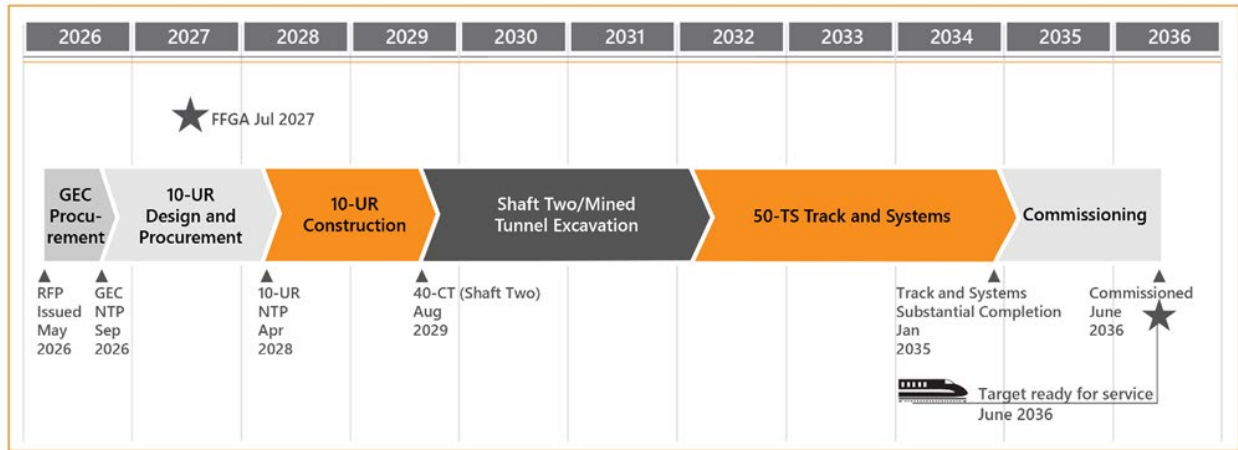 2026 2027 2028 2029 2030 2031 2032 2033 2034 2035 2036
FFGA Jul 2027
GEC
Procu-
rement
10-UR
Design and
Procurement
10-UR
Construction
Shaft Two/Mined
Tunnel Excavation
50-TS Track and Systems
Commissioning
RFP
Issued
May
2026
GEC
NTP
Sep
2026
10-UR
NTP
Apr
2028
40-CT (Shaft Two)
Aug
2029
Track and Systems
Substantial Completion
Jan
2035
Commissioned
June
2036
Target ready for service
June 2036